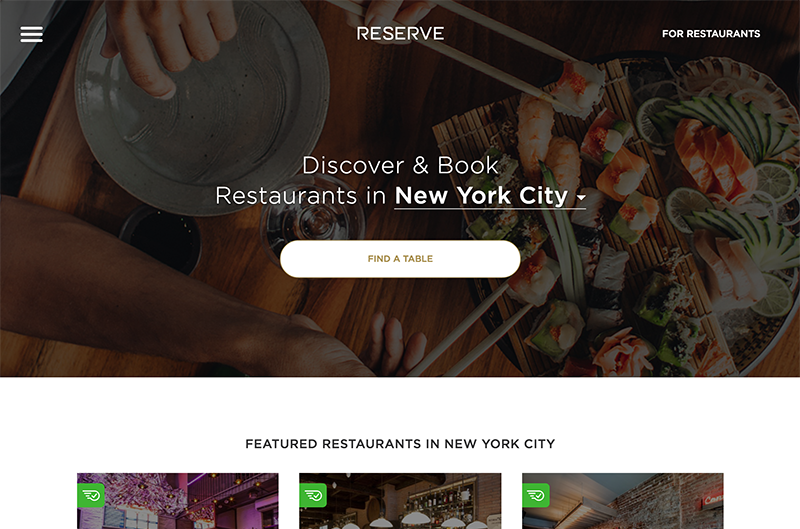 RESERVE
FOR RESTAURANTS
Discover & Book
Restaurants in New York City
FIND A TABLE
FEATURED RESTAURANTS IN NEW YORK CITY